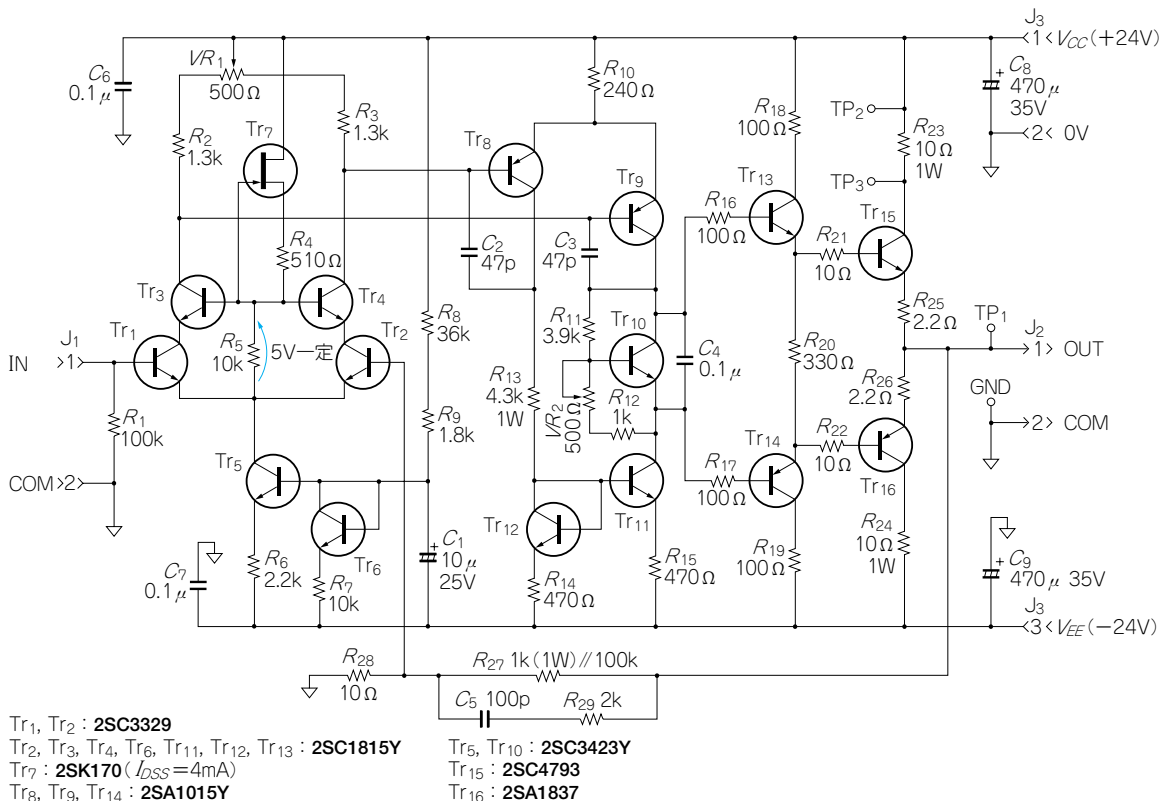 J3
1 VCC(+24V)
C6
0.1μ
VR1
500Ω
R2
1.3k
R3
1.3k
Tr7
R10
240Ω
Tr8
R18
100Ω
TP2
C8
470μ
35V
R23
10Ω
1W
2 0V
TP3
Tr9
Tr13
R16
100Ω
Tr15
R21
10Ω
R4
510Ω
C2
47p
C3
47p
Tr3
Tr4
R8
36k
R11
3.9k
Tr10
R25
2.2Ω
TP1
J1
IN
1
Tr1
R5
10k
5V一定
Tr2
C4
0.1μ
R20
330Ω
J2
1 OUT
R13
4.3k
1W
VR2
500Ω
R12
1k
R26
2.2Ω
GND
R1
100k
R9
1.8k
Tr14
R22
10Ω
2 COM
COM 2
Tr5
R17
100Ω
Tr16
Tr6
Tr12
Tr11
C7
0.1μ
R6
2.2k
R7
10k
C1
10μ
25V
R14
470Ω
R15
470Ω
R19
100Ω
R24
10Ω
1W
C9
470μ 35V
J3
3 VEE(−24V)
R28
10Ω
R27 1k(1W)//100k
C5 100p
R29 2k
Tr1, Tr2 : 2SC3329
Tr2, Tr3, Tr4, Tr6, Tr11, Tr12, Tr13 : 2SC1815Y
Tr7 : 2SK170(IDSS=4mA)
Tr8, Tr9, Tr14 : 2SA1015Y
Tr5, Tr10 : 2SC3423Y
Tr15 : 2SC4793
Tr16 : 2SA1837